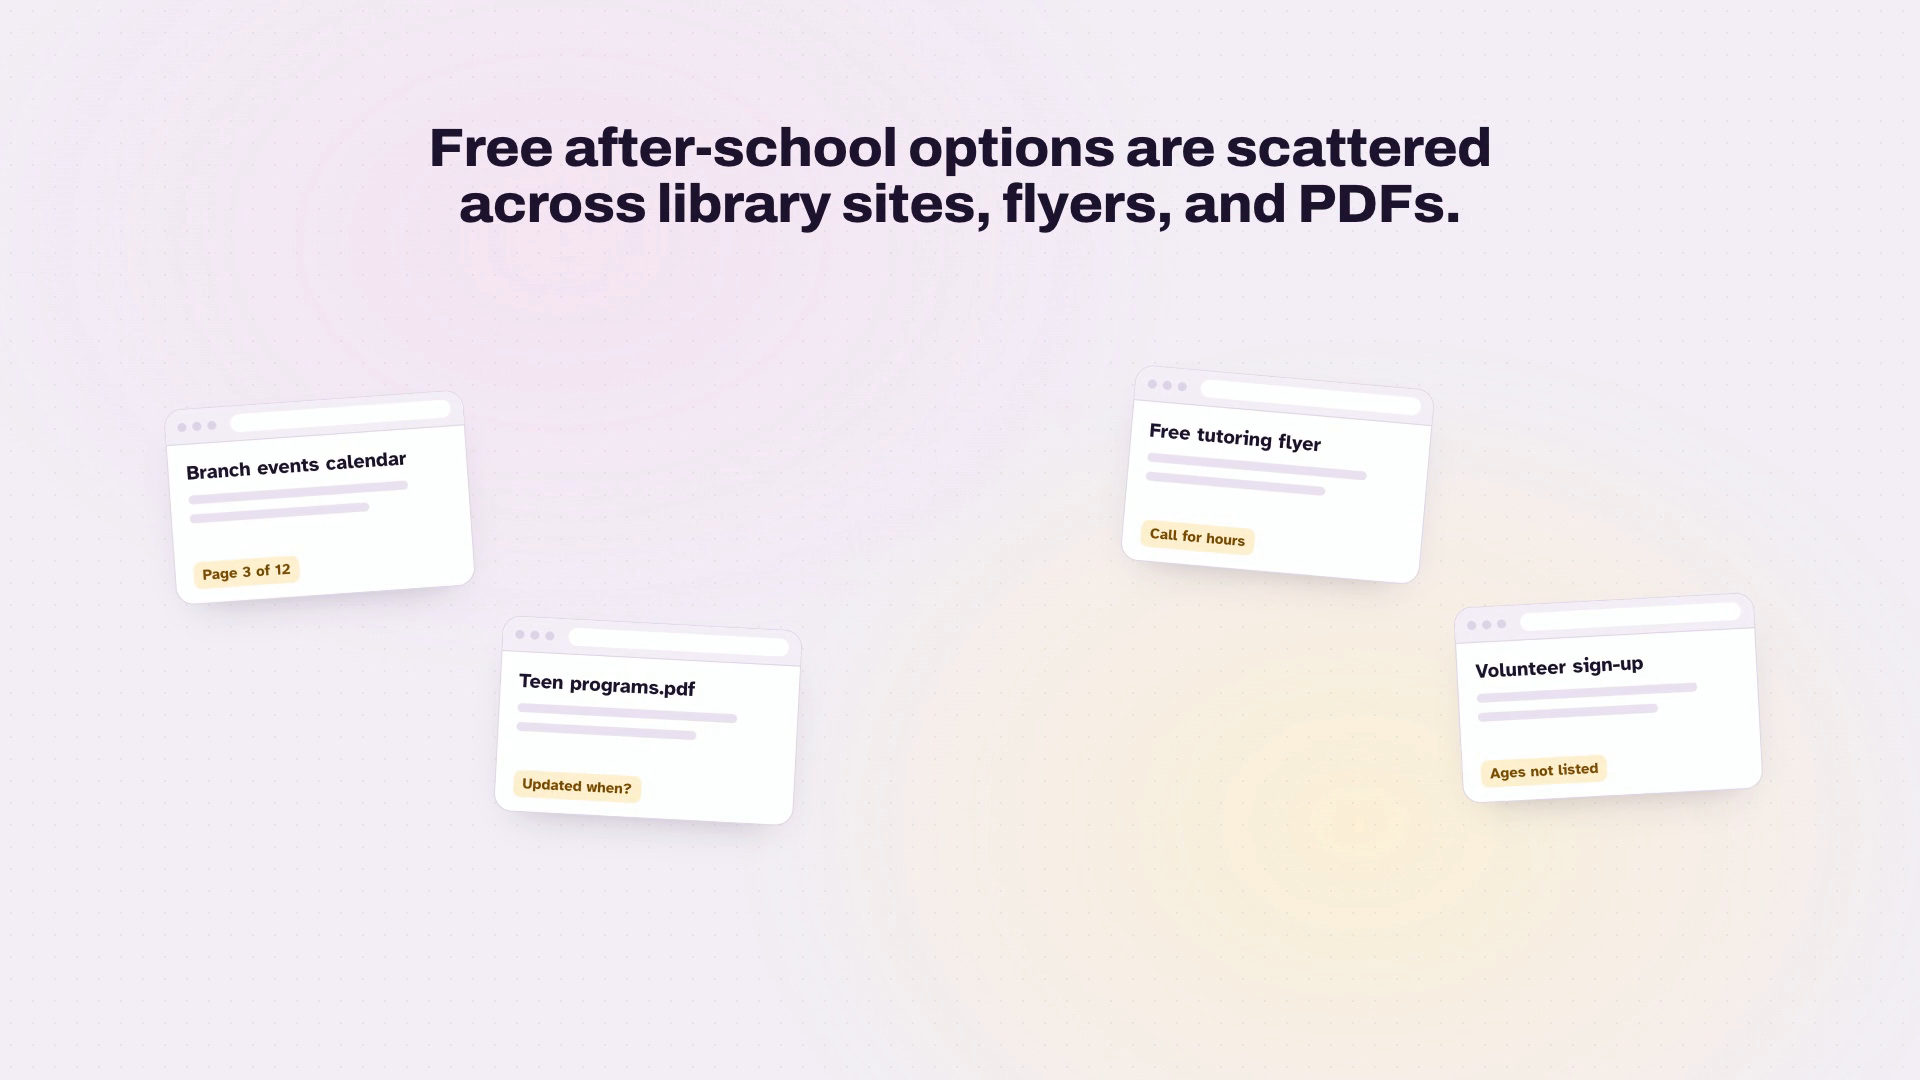 Free after-school options are scattered
across library sites, flyers, and PDFs.
Branch events calendar
Page 3 of 12
Teen programs.pdf
Updated when?
Free tutoring flyer
Call for hours
Volunteer sign-up
Ages not listed